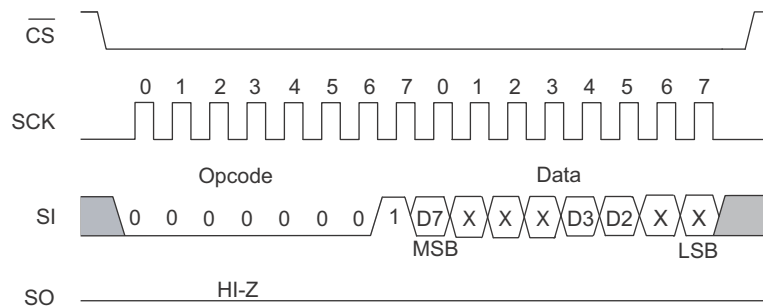 CS
0 1 2 3 4 5 6 7 0 1 2 3 4 5 6 7
SCK
Opcode Data
SI 0 0 0 0 0 0 0 1 D7 X X X D3 D2 X X
MSB LSB
HI-Z
SO